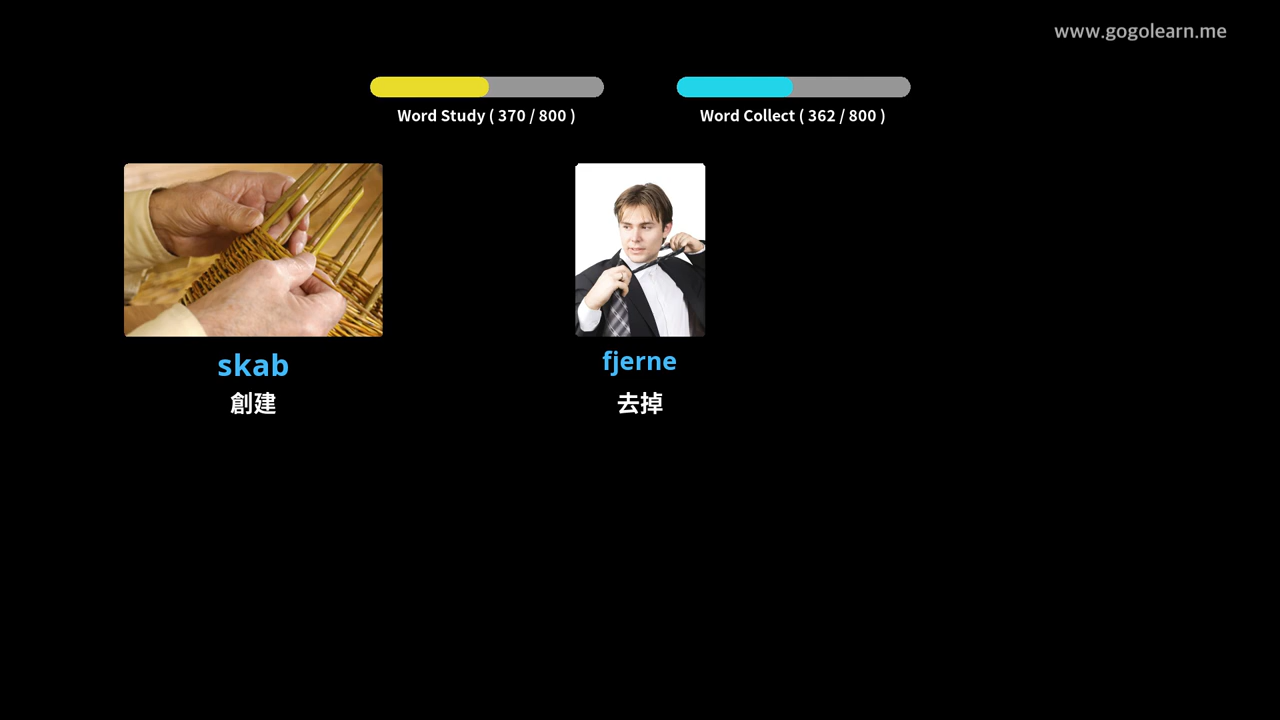 www.gogolearn.me
Word Study ( 370 / 800 )
Word Collect ( 362 / 800 )
skab
創建
fjerne
去掉